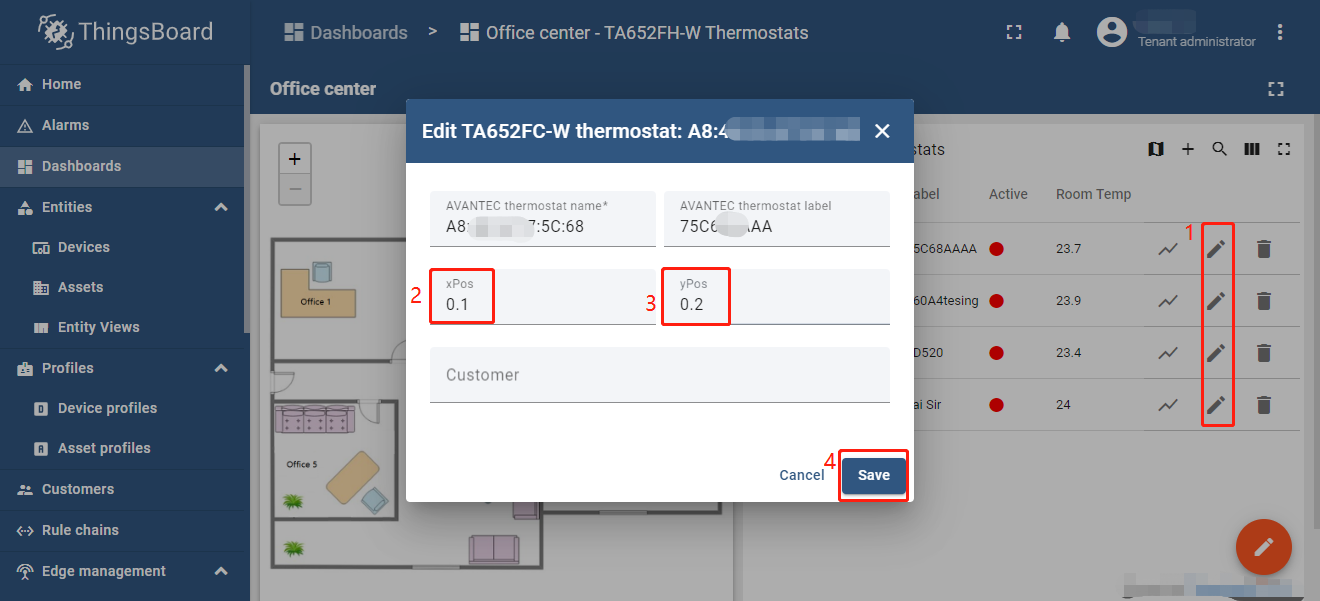 ThingsBoard
Dashboards > Office center - TA652FH-W Thermostats
Tenant administrator
Home
Alarms
Dashboards
Entities
Devices
Assets
Entity Views
Profiles
Device profiles
Asset profiles
Customers
Rule chains
Edge management
Office center
+
−
Office 1
Office 5
Edit TA652FC-W thermostat: A8:4
AVANTEC thermostat name*
A8: 7:5C:68
AVANTEC thermostat label
75C6 AA
2
xPos
0.1
3
yPos
0.2
Customer
Cancel
4
Save
stats
abel Active Room Temp
1
5C68AAAA 23.7
60A4tesing 23.9
D520 23.4
ai Sir 24